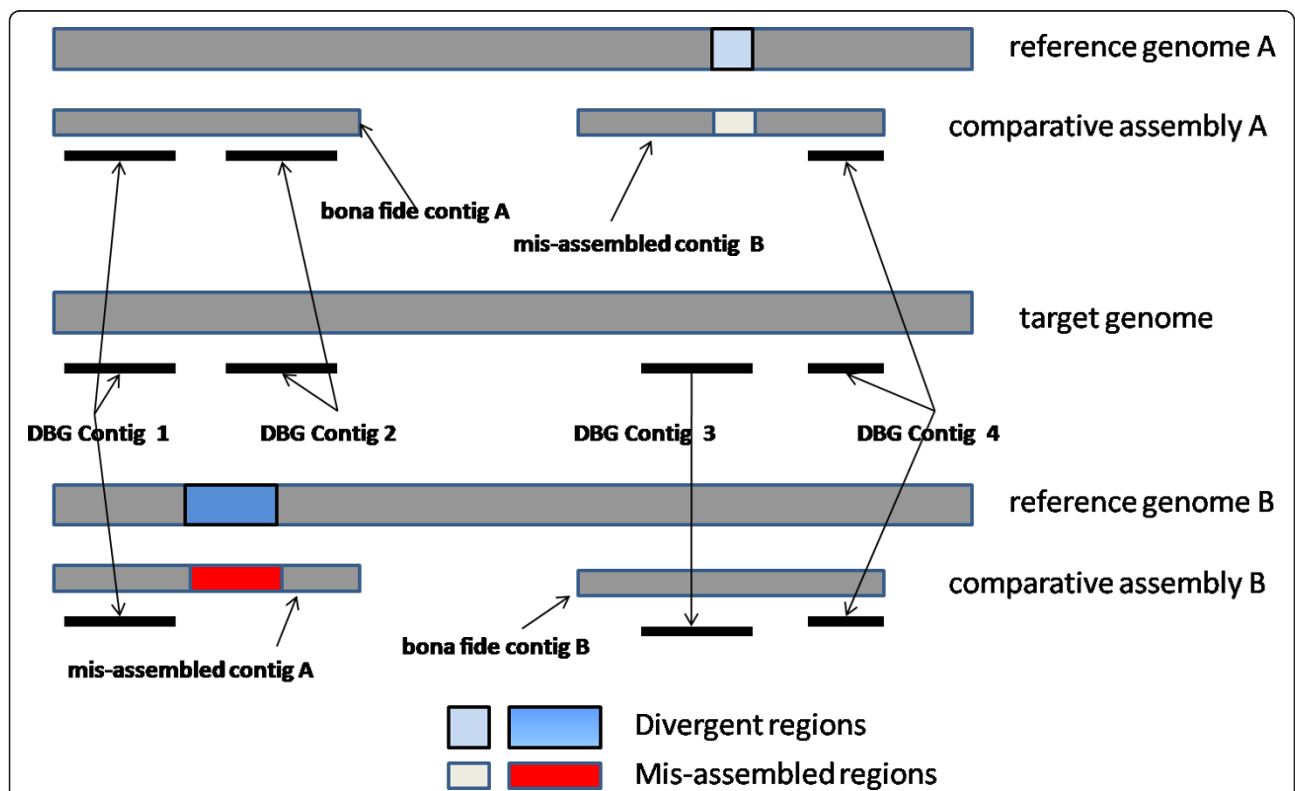 reference genome A
comparative assembly A
bona fide contig A
mis-assembled contig B
target genome
DBG Contig 1
DBG Contig 2
DBG Contig 3
DBG Contig 4
reference genome B
comparative assembly B
bona fide contig B
mis-assembled contig A
Divergent regions
Mis-assembled regions